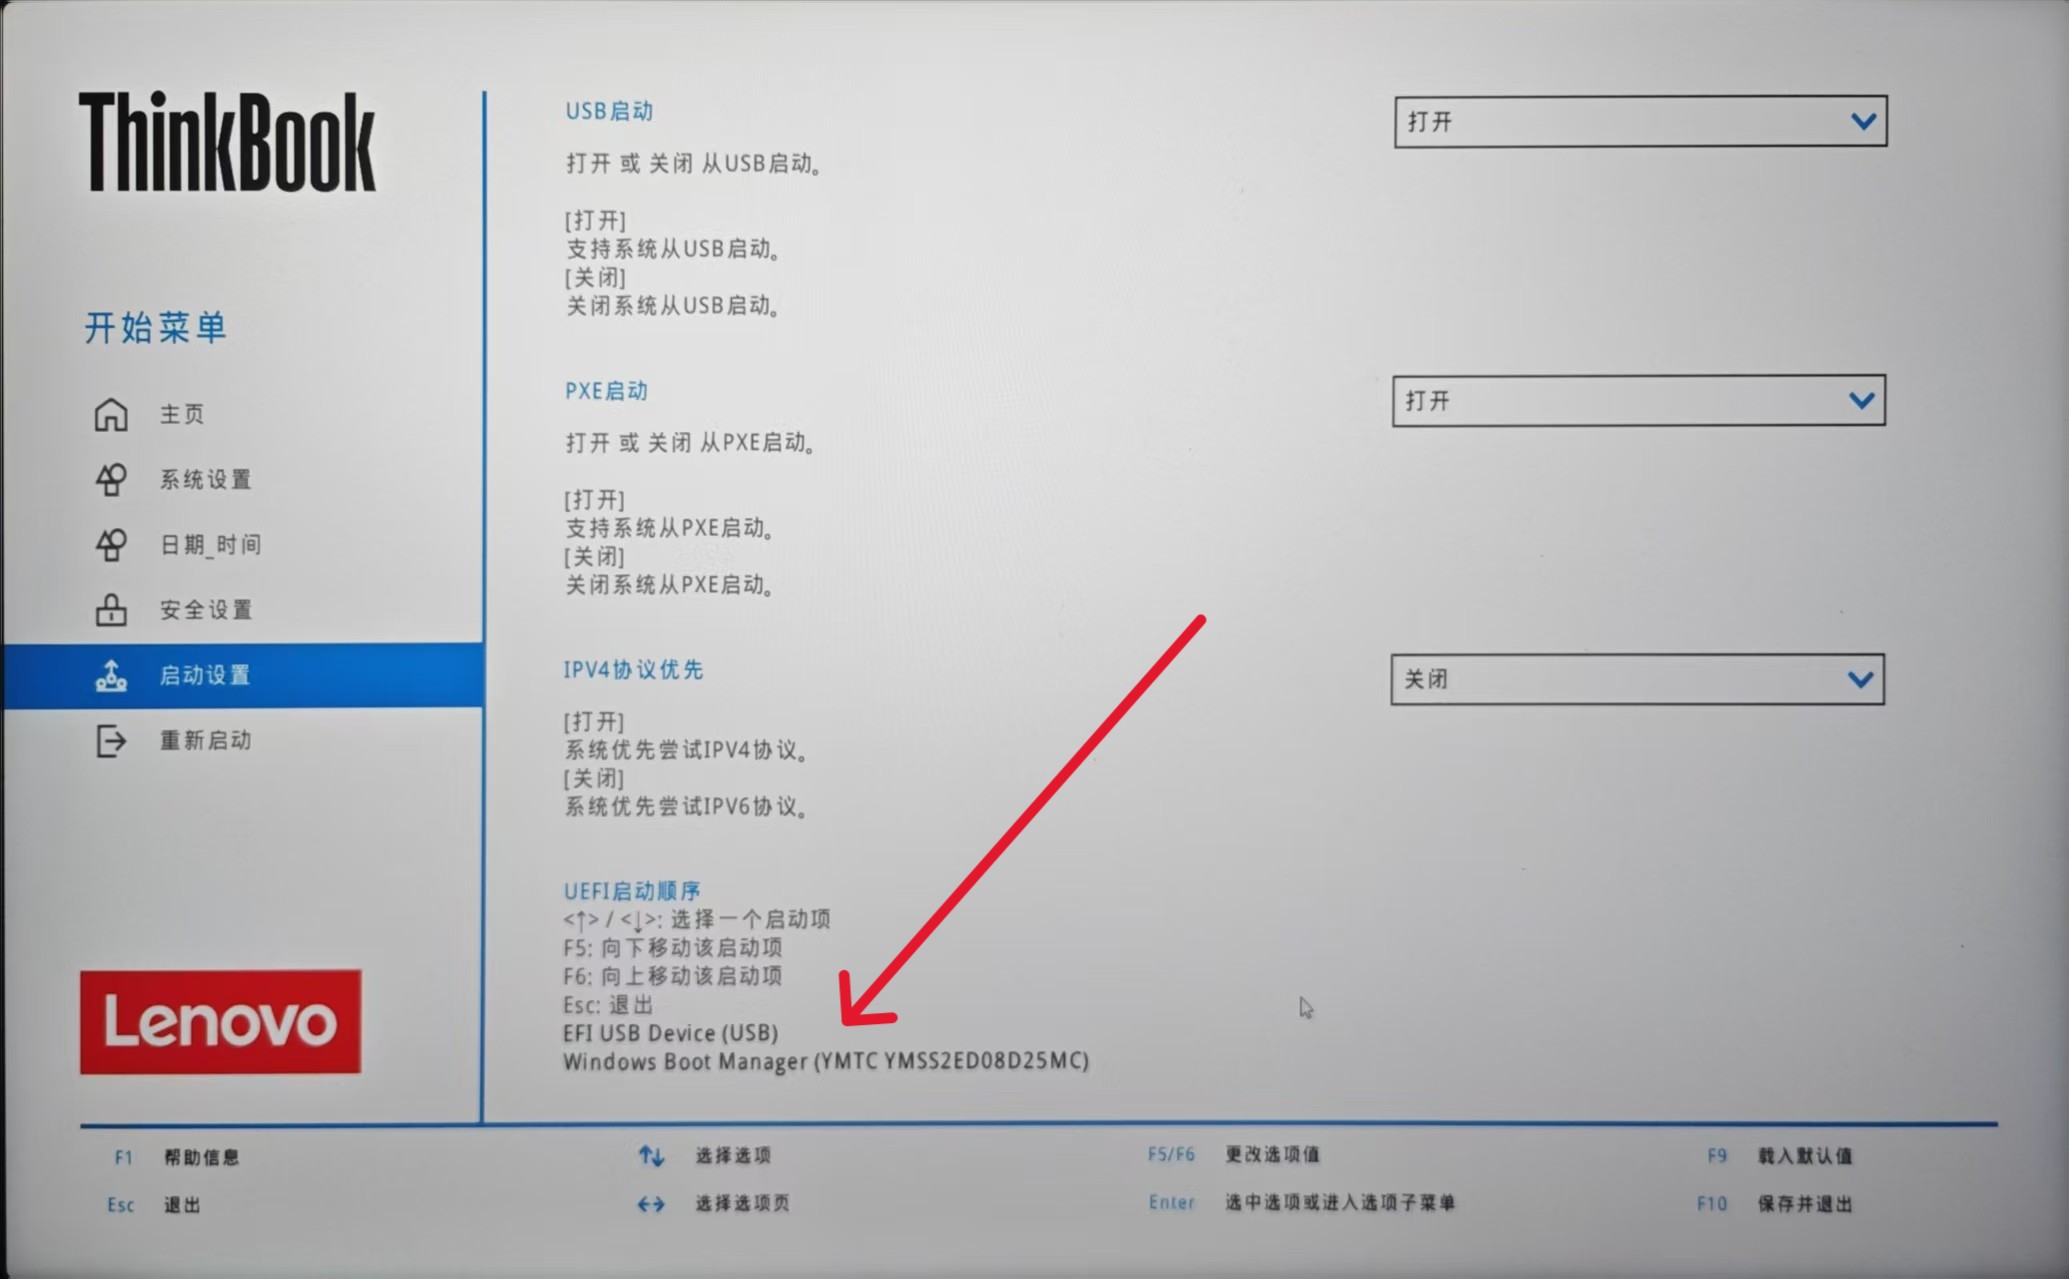 ThinkBook
开始菜单
主页
系统设置
日期_时间
安全设置
启动设置
重新启动
Lenovo
USB启动
打开
打开 或 关闭 从USB启动。
[打开]
支持系统从USB启动。
[关闭]
关闭系统从USB启动。
PXE启动
打开
打开 或 关闭 从PXE启动。
[打开]
支持系统从PXE启动。
[关闭]
关闭系统从PXE启动。
IPV4协议优先
关闭
[打开]
系统优先尝试IPV4协议。
[关闭]
系统优先尝试IPV6协议。
UEFI启动顺序
<↑> / <↓>: 选择一个启动项
F5: 向下移动该启动项
F6: 向上移动该启动项
Esc: 退出
EFI USB Device (USB)
Windows Boot Manager (YMTC YMSS2ED08D25MC)
F1 帮助信息
↑↓ 选择选项
F5/F6 更改选项值
F9 载入默认值
Esc 退出
←→ 选择选项页
Enter 选中选项或进入选项子菜单
F10 保存并退出